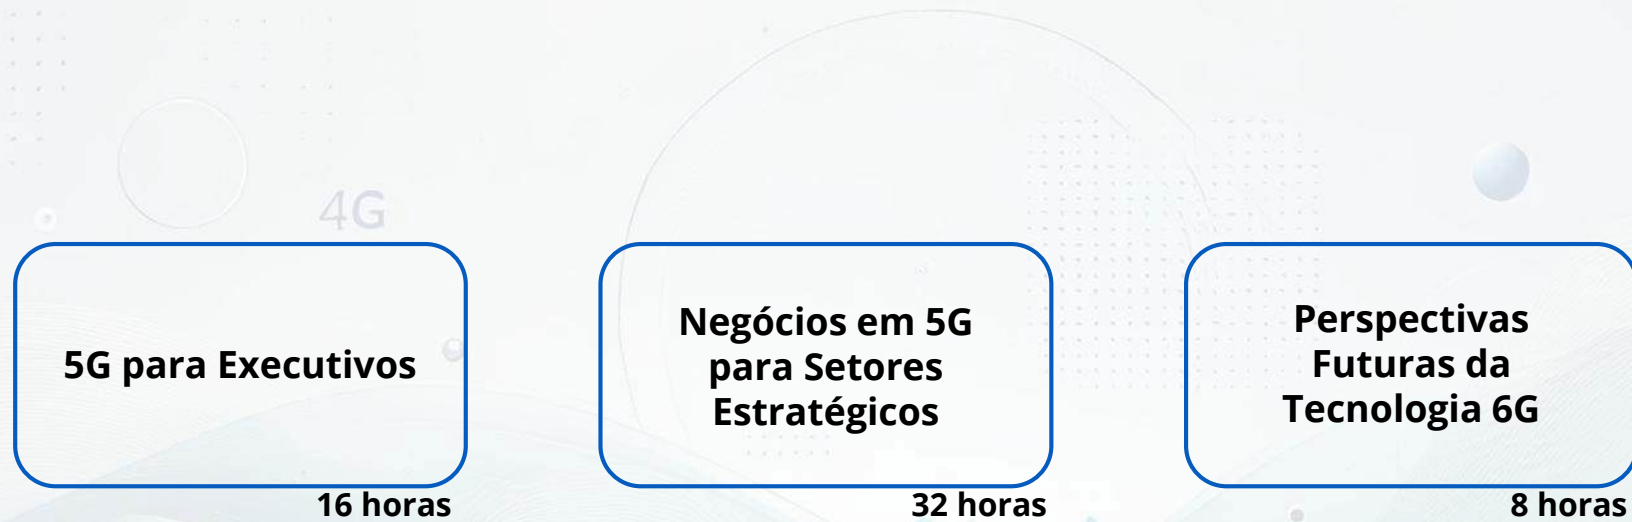 4G
5G para Executivos
16 horas
Negócios em 5G
para Setores
Estratégicos
32 horas
Perspectivas
Futuras da
Tecnologia 6G
8 horas